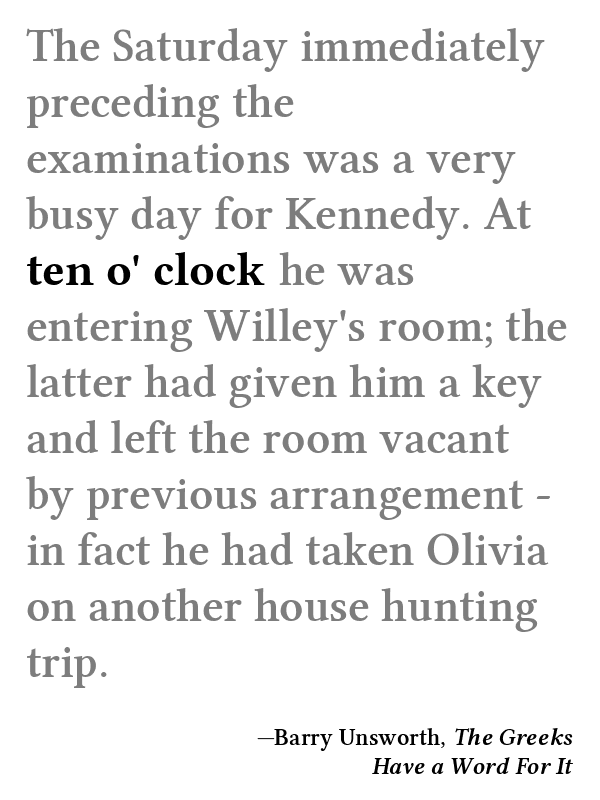 The Saturday immediately
preceding the
examinations was a very
busy day for Kennedy. At
ten o' clock he was
entering Willey's room; the
latter had given him a key
and left the room vacant
by previous arrangement -
in fact he had taken Olivia
on another house hunting
trip.
—Barry Unsworth, The Greeks
Have a Word For It